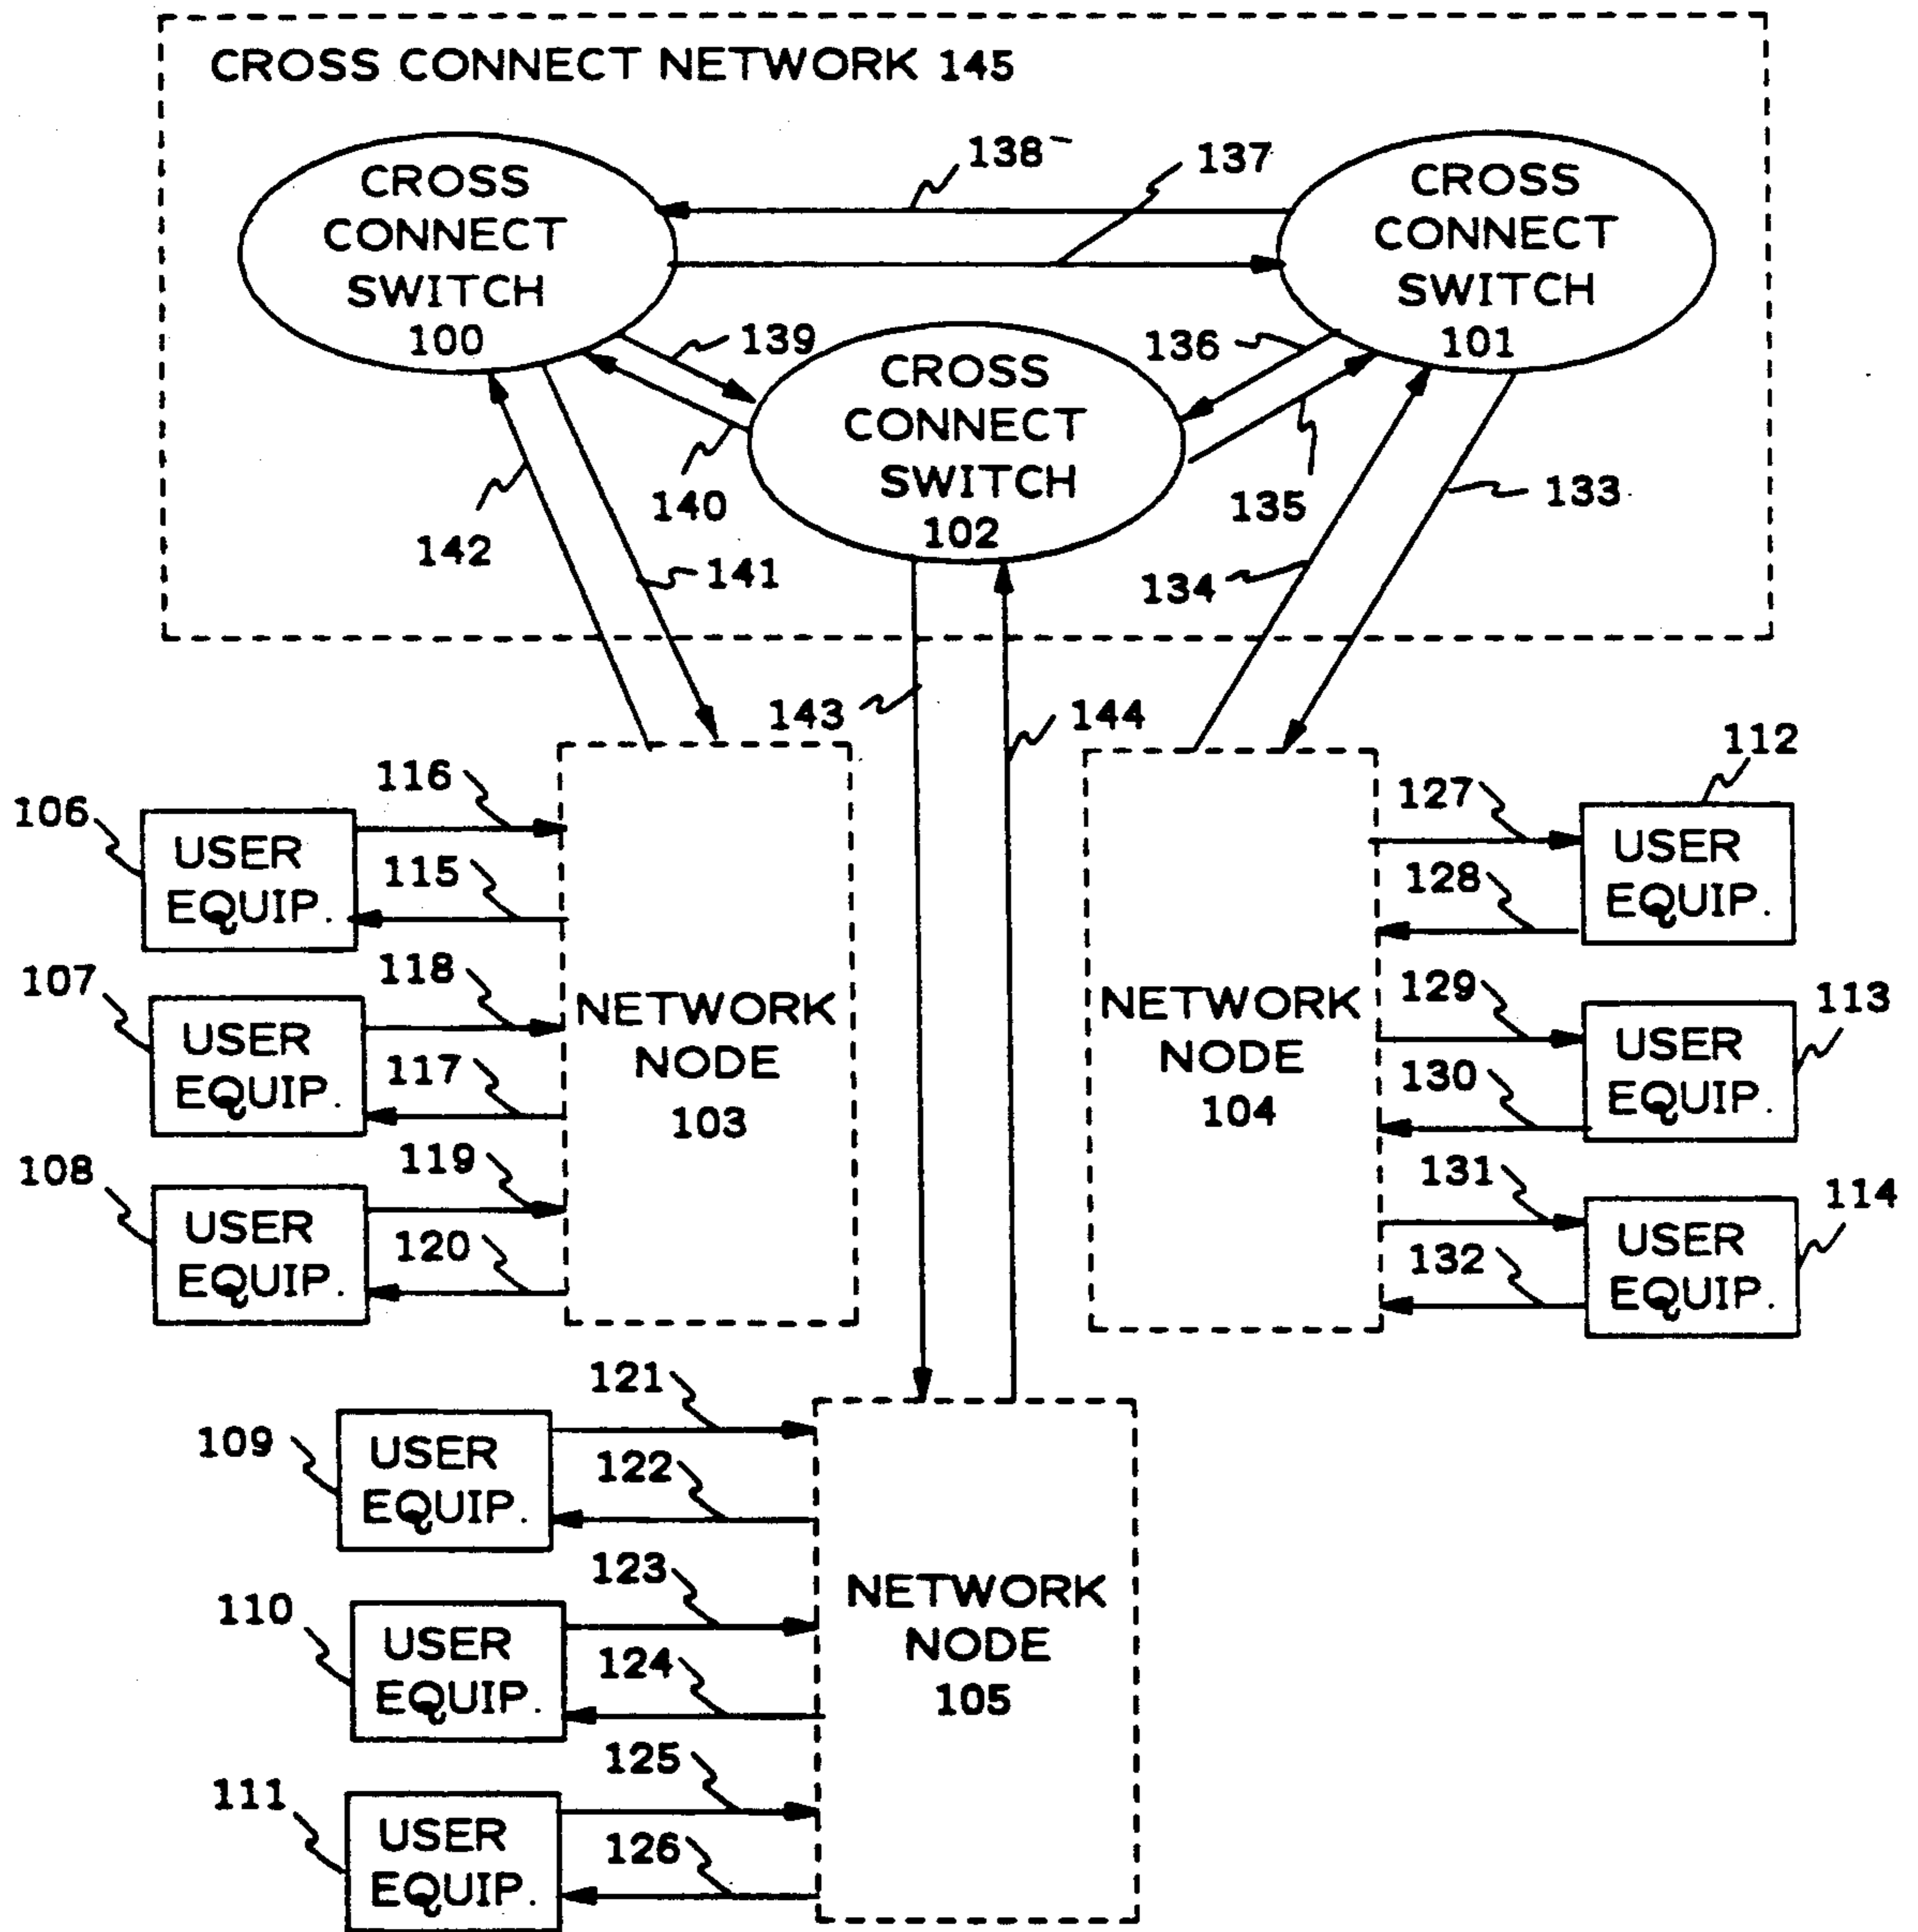 CROSS CONNECT NETWORK 145
138
137
CROSS
CONNECT
SWITCH
100
CROSS
CONNECT
SWITCH
101
139
136
CROSS
CONNECT
SWITCH
102
140
135
133
142
141
134
143
144
112
116
127
106
USER
EQUIP.
115
USER
EQUIP.
128
107
118
129
113
USER
EQUIP.
117
NETWORK
NODE
103
NETWORK
NODE
104
USER
EQUIP.
130
108
119
131
114
USER
EQUIP.
120
USER
EQUIP.
132
121
109
USER
EQUIP.
122
123
110
USER
EQUIP.
124
NETWORK
NODE
105
125
111
USER
EQUIP.
126